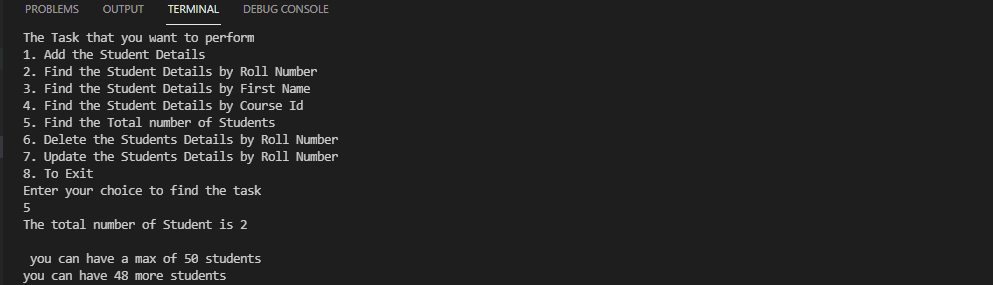 PROBLEMS OUTPUT TERMINAL DEBUG CONSOLE
The Task that you want to perform
1. Add the Student Details
2. Find the Student Details by Roll Number
3. Find the Student Details by First Name
4. Find the Student Details by Course Id
5. Find the Total number of Students
6. Delete the Students Details by Roll Number
7. Update the Students Details by Roll Number
8. To Exit
Enter your choice to find the task
5
The total number of Student is 2
you can have a max of 50 students
you can have 48 more students